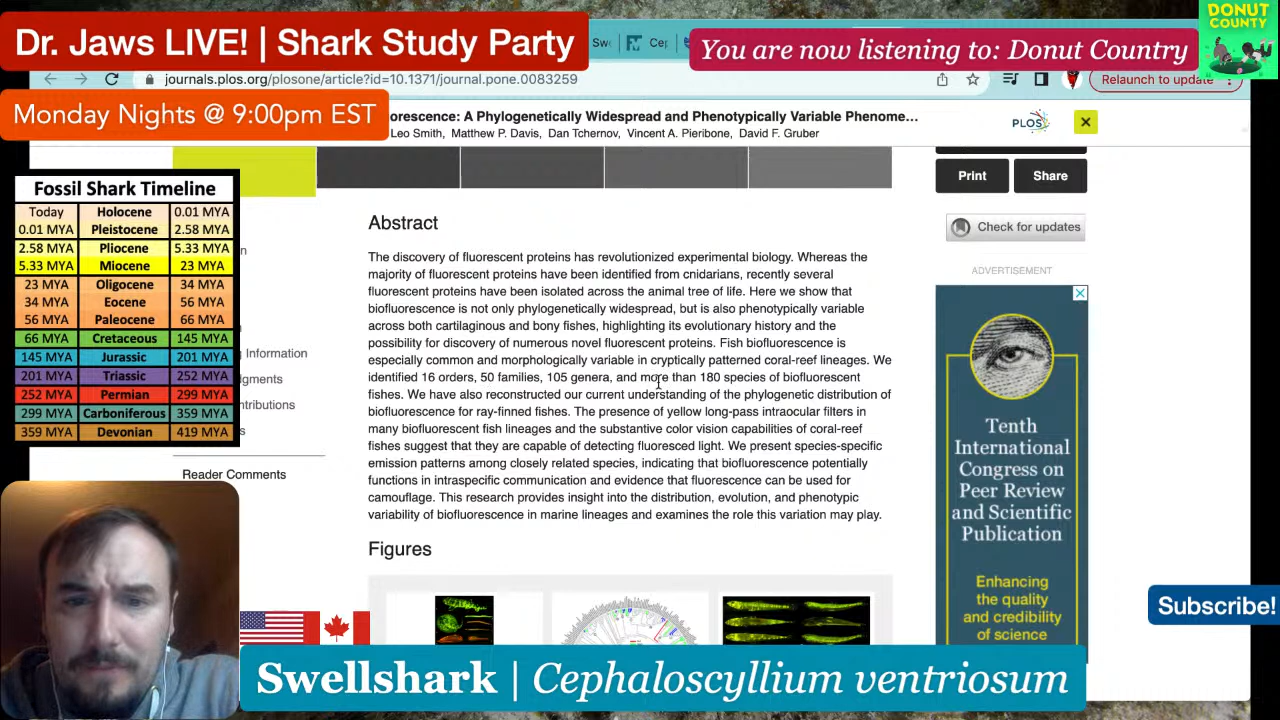 Dr. Jaws LIVE! | Shark Study Party
Swe
Cep
You are now listening to: Donut Country
DONUT
COUNTY
journals.plos.org/plosone/article?id=10.1371/journal.pone.0083259
Relaunch to update
Monday Nights @ 9:00pm EST
orescence: A Phylogenetically Widespread and Phenotypically Variable Phenome…
Leo Smith, Matthew P. Davis, Dan Tchernov, Vincent A. Pieribone, David F. Gruber
PLOS
Print
Share
Check for updates
Fossil Shark Timeline
Today Holocene 0.01 MYA
0.01 MYA Pleistocene 2.58 MYA
2.58 MYA Pliocene 5.33 MYA
5.33 MYA Miocene 23 MYA
23 MYA Oligocene 34 MYA
34 MYA Eocene 56 MYA
56 MYA Paleocene 66 MYA
66 MYA Cretaceous 145 MYA
145 MYA Jurassic 201 MYA
201 MYA Triassic 252 MYA
252 MYA Permian 299 MYA
299 MYA Carboniferous 359 MYA
359 MYA Devonian 419 MYA
n
ng Information
dgments
ontributions
s
Reader Comments
Abstract
The discovery of fluorescent proteins has revolutionized experimental biology. Whereas the
majority of fluorescent proteins have been identified from cnidarians, recently several
fluorescent proteins have been isolated across the animal tree of life. Here we show that
biofluorescence is not only phylogenetically widespread, but is also phenotypically variable
across both cartilaginous and bony fishes, highlighting its evolutionary history and the
possibility for discovery of numerous novel fluorescent proteins. Fish biofluorescence is
especially common and morphologically variable in cryptically patterned coral-reef lineages. We
identified 16 orders, 50 families, 105 genera, and more than 180 species of biofluorescent
fishes. We have also reconstructed our current understanding of the phylogenetic distribution of
biofluorescence for ray-finned fishes. The presence of yellow long-pass intraocular filters in
many biofluorescent fish lineages and the substantive color vision capabilities of coral-reef
fishes suggest that they are capable of detecting fluoresced light. We present species-specific
emission patterns among closely related species, indicating that biofluorescence potentially
functions in intraspecific communication and evidence that fluorescence can be used for
camouflage. This research provides insight into the distribution, evolution, and phenotypic
variability of biofluorescence in marine lineages and examines the role this variation may play.
Figures
ADVERTISEMENT
Tenth
International
Congress on
Peer Review
and Scientific
Publication
Enhancing
the quality
and credibility
of science
Subscribe!
Swellshark | Cephaloscyllium ventriosum